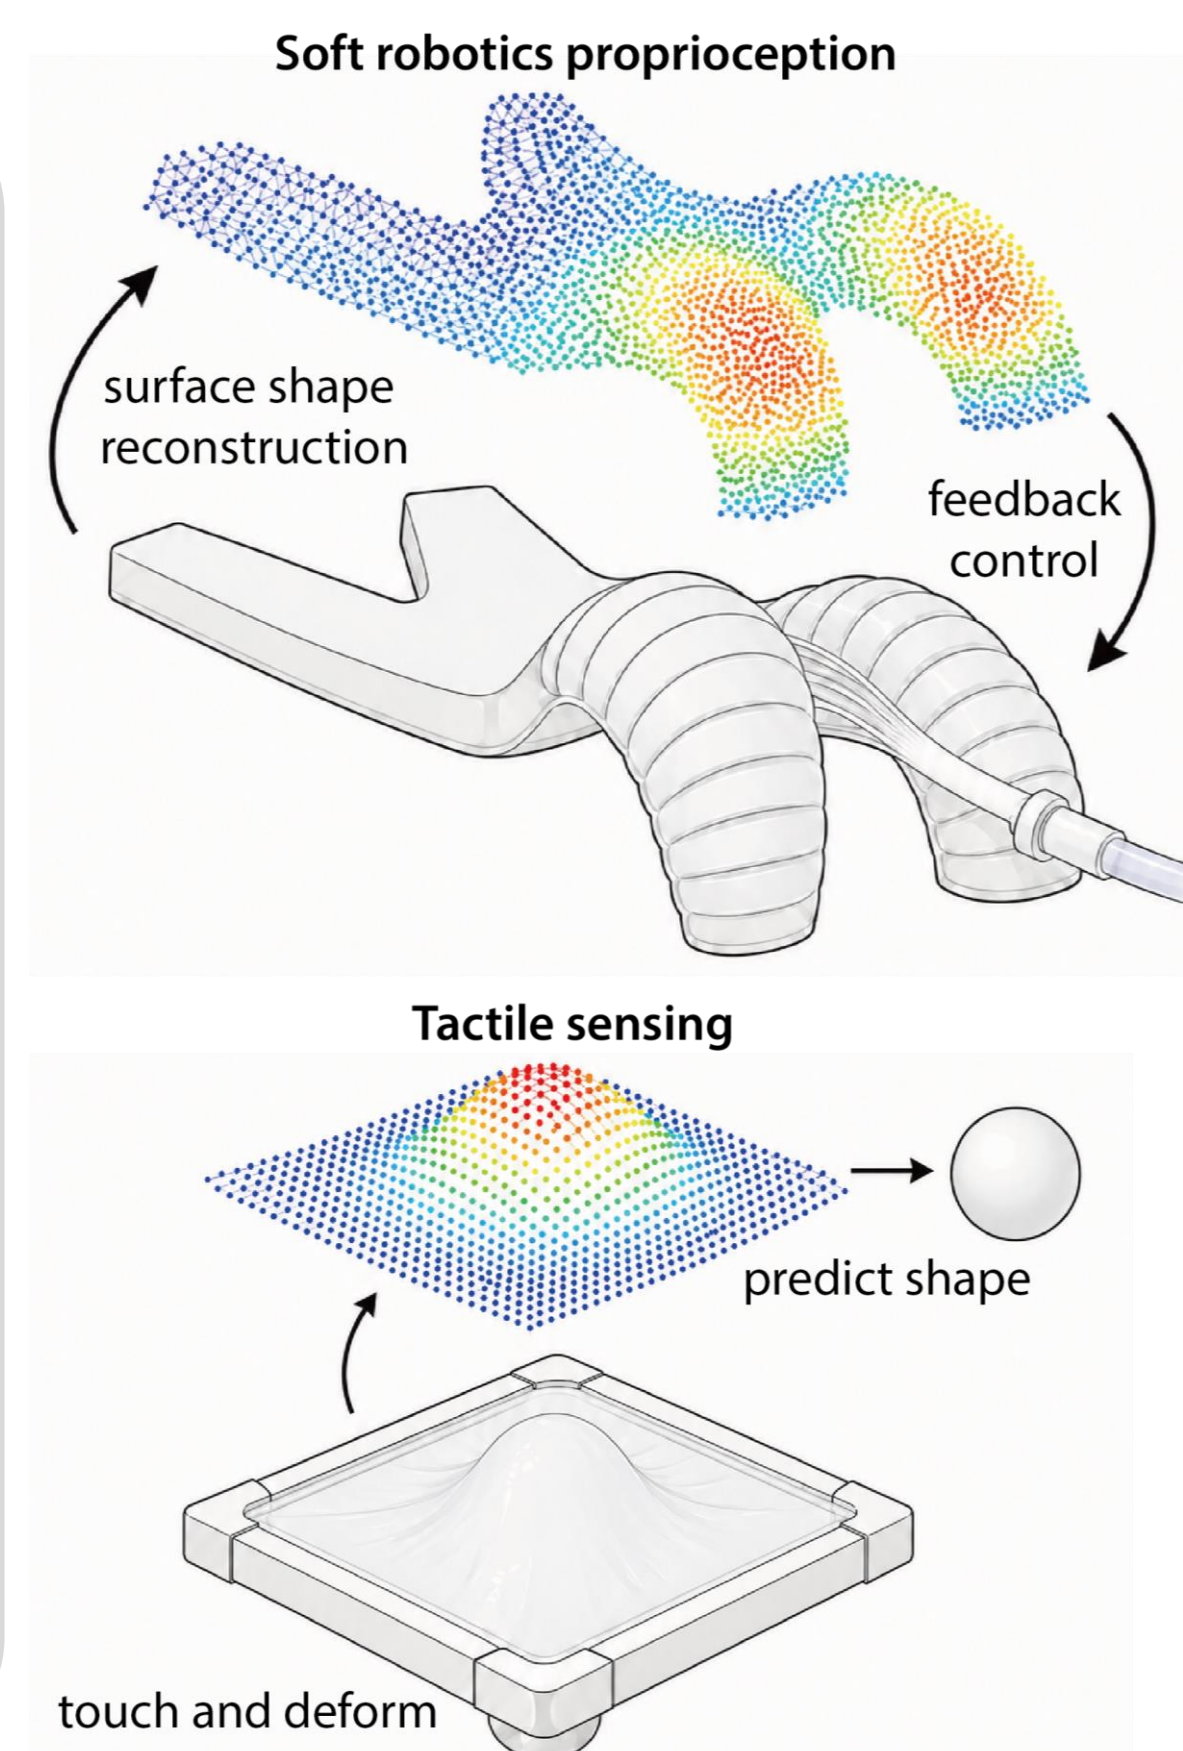 Soft robotics proprioception
surface shape
reconstruction
feedback
control
Tactile sensing
predict shape
touch and deform